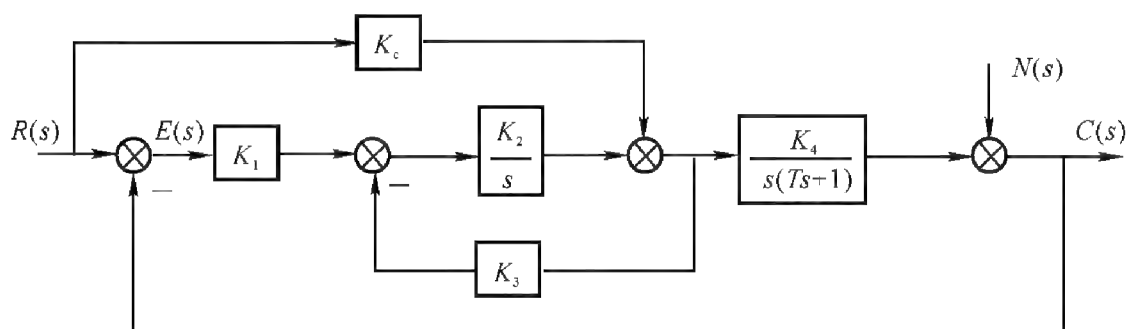 K_c
N(s)
R(s)
E(s)
K_1
K_2
s
K_4
s(Ts+1)
C(s)
−
−
K_3